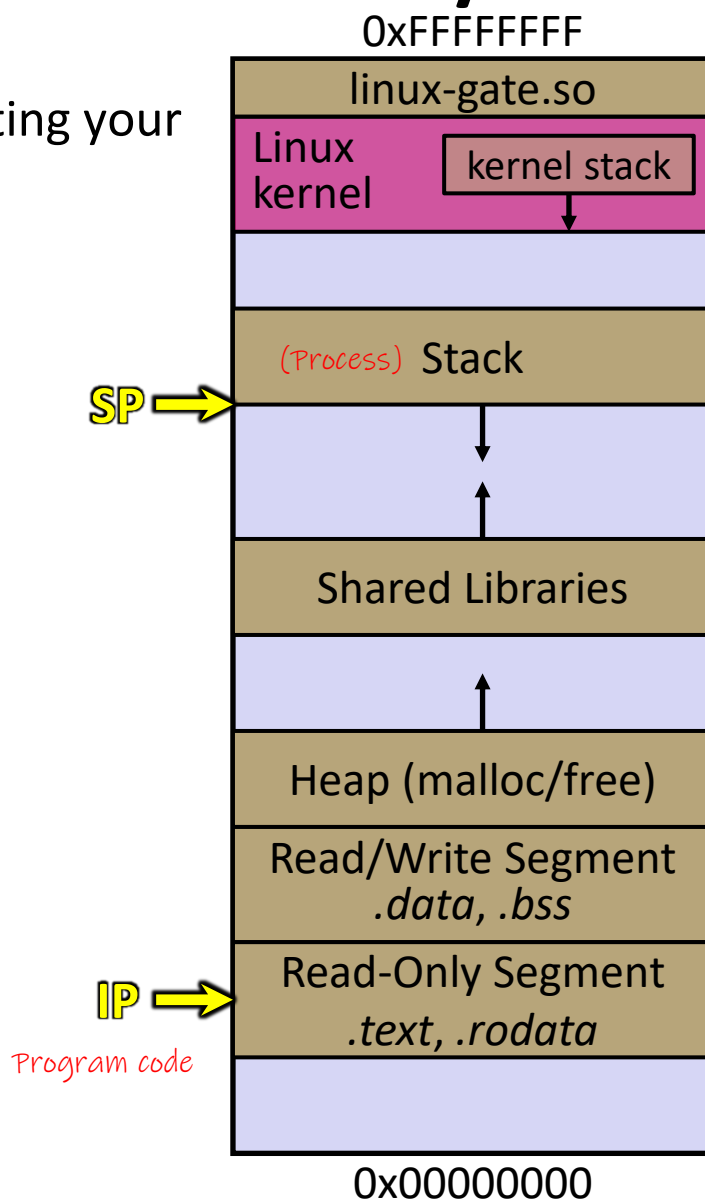 0xFFFFFFFF
linux-gate.so
ting your
Linux
kernel
kernel stack
(Process) Stack
SP
Shared Libraries
Heap (malloc/free)
Read/Write Segment
.data, .bss
Read-Only Segment
IP
.text, .rodata
Program code
0x00000000